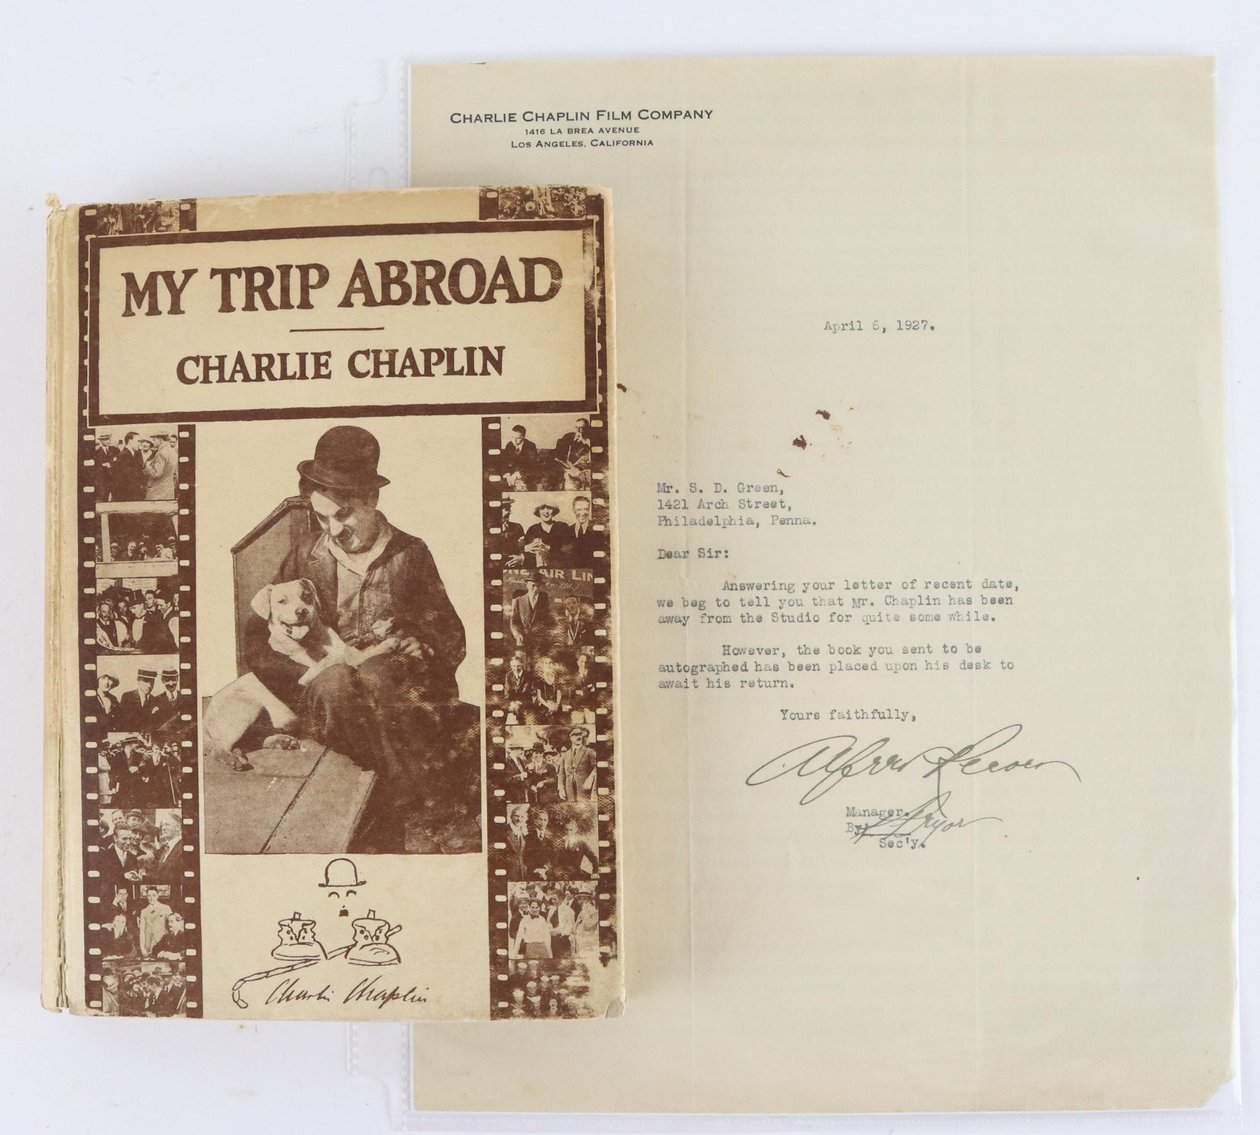 MY TRIP ABROAD
CHARLIE CHAPLIN
Charlie Chaplin
CHARLIE CHAPLIN FILM COMPANY
1416 LA BREA AVENUE
LOS ANGELES, CALIFORNIA
April 6, 1927.
Mr. S. D. Green,
1421 Arch Street,
Philadelphia, Penna.
Dear Sir:
Answering your letter of recent date,
we beg to tell you that Mr. Chaplin has been
away from the Studio for quite some while.
However, the book you sent to be
autographed has been placed upon his desk to
await his return.
Yours faithfully,
Alfred Reeves
Manager.
By
Sec'y.
AIR LIN